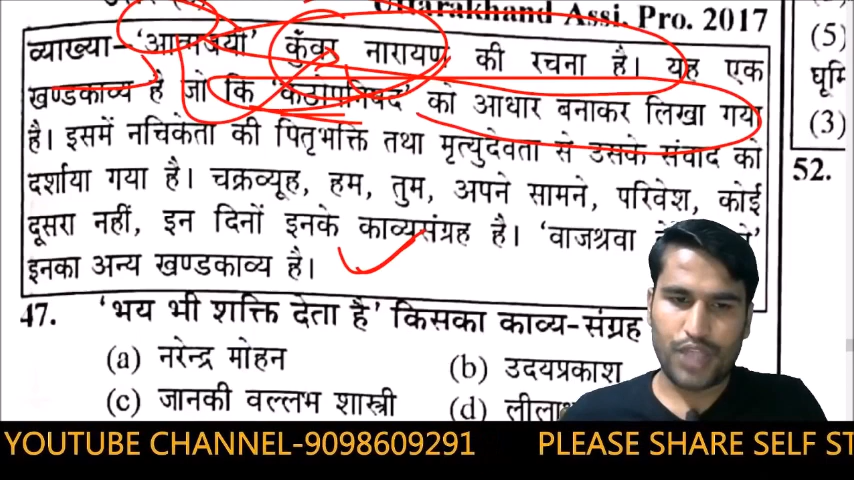 Uttarakhand Assi. Pro. 2017
व्याख्या– 'आत्मजयी' कुँवर नारायण की रचना है। यह एक
खण्डकाव्य है जो कि 'कठोपनिषद' को आधार बनाकर लिखा गया
है। इसमें नचिकेता की पितृभक्ति तथा मृत्युदेवता से उसके संवाद को
दर्शाया गया है। चक्रव्यूह, हम, तुम, अपने सामने, परिवेश, कोई
दूसरा नहीं, इन दिनों इनके काव्यसंग्रह है। 'वाजश्रवा
इनका अन्य खण्डकाव्य है।
47. 'भय भी शक्ति देता है' किसका काव्य-संग्रह
(a) नरेन्द्र मोहन
(b) उदयप्रकाश
(c) जानकी वल्लभ शास्त्री
(d)
(5)
(3)
52.
YOUTUBE CHANNEL-9098609291 PLEASE SHARE SELF